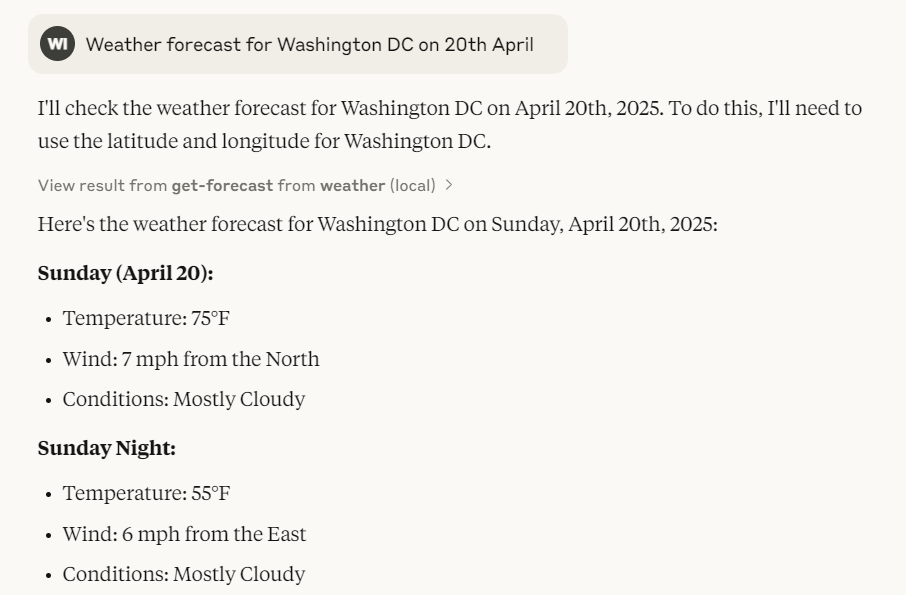 WI Weather forecast for Washington DC on 20th April
I'll check the weather forecast for Washington DC on April 20th, 2025. To do this, I'll need to
use the latitude and longitude for Washington DC.
View result from get-forecast from weather (local) >
Here's the weather forecast for Washington DC on Sunday, April 20th, 2025:
Sunday (April 20):
• Temperature: 75°F
• Wind: 7 mph from the North
• Conditions: Mostly Cloudy
Sunday Night:
• Temperature: 55°F
• Wind: 6 mph from the East
• Conditions: Mostly Cloudy